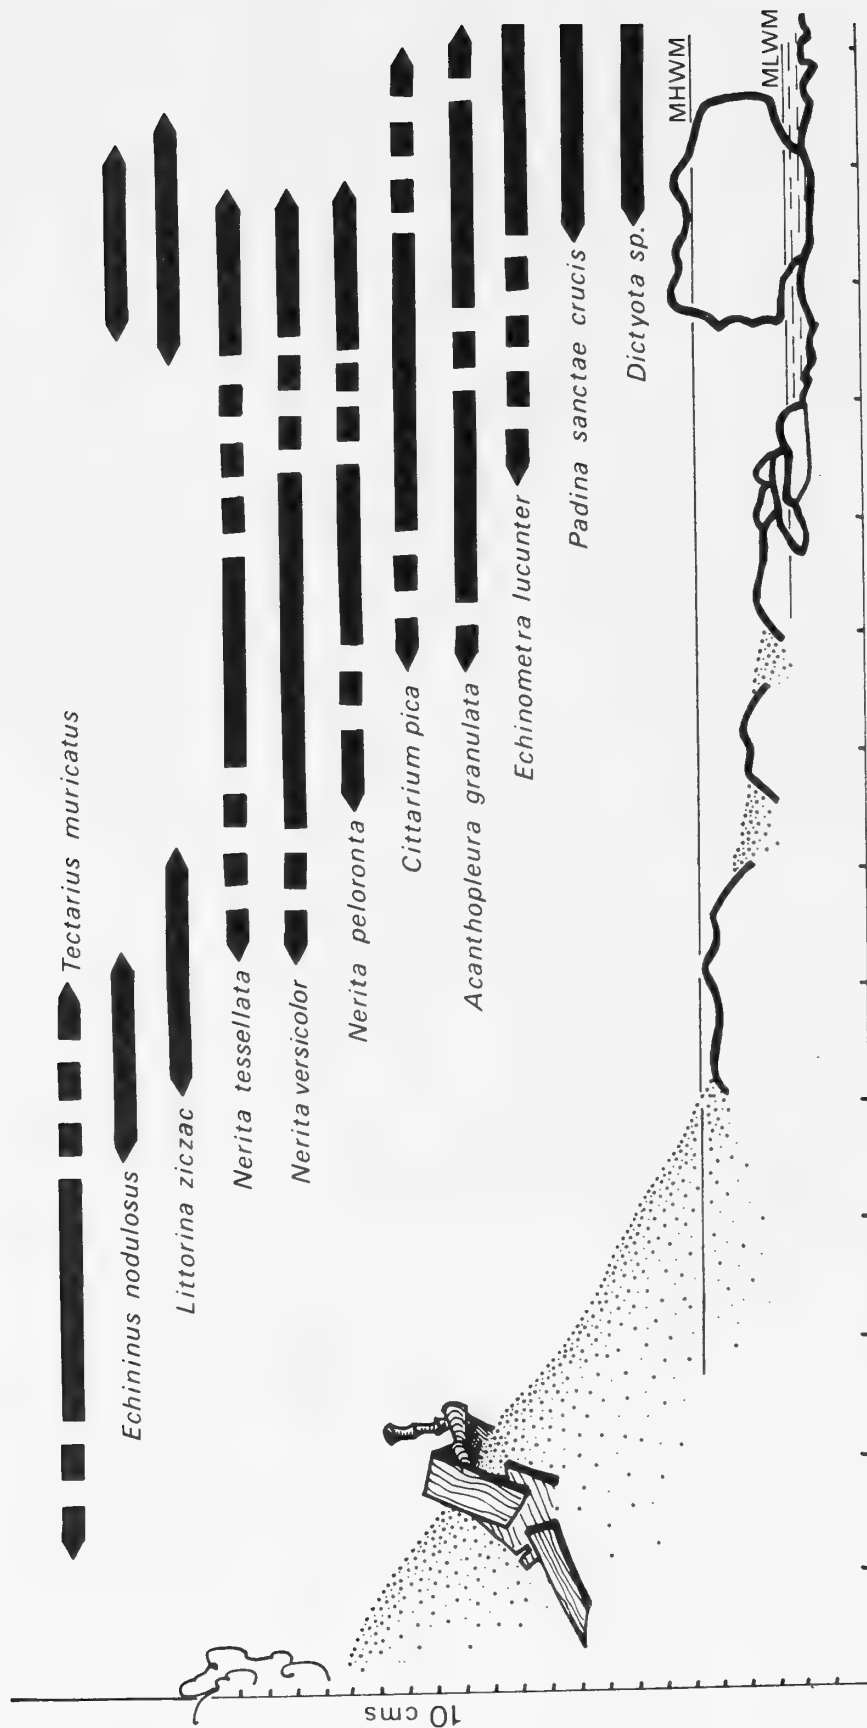 Tectarius muricatus
Echininus nodulosus
Littorina ziczac
Nerita tessellata
Nerita versicolor
Nerita peloronta
Cittarium pica
Acanthopleura granulata
Echinometra lucunter
Padina sanctae crucis
Dictyota sp.
MHWM
MLWM
10 cms